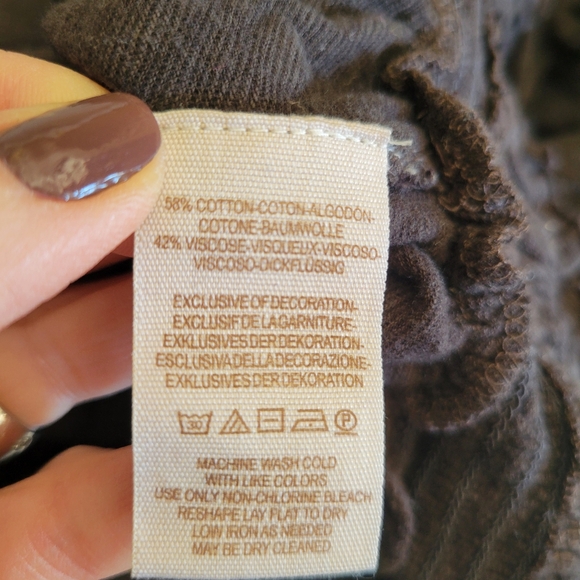 58% COTTON-COTON-ALGODON-
COTONE-BAUMWOLLE
42% VISCOSE-VISQUEUX-VISCOSO-
VISCOSO-DICKFLÜSSIG
EXCLUSIVE OF DECORATION-
EXCLUSIF DE LA GARNITURE-
EXKLUSIVES DER DEKORATION-
ESCLUSIVA DELLA DECORAZIONE-
EXKLUSIVES DER DEKORATION
30 P
MACHINE WASH COLD
WITH LIKE COLORS
USE ONLY NON-CHLORINE BLEACH
RESHAPE LAY FLAT TO DRY
LOW IRON AS NEEDED
MAY BE DRY CLEANED